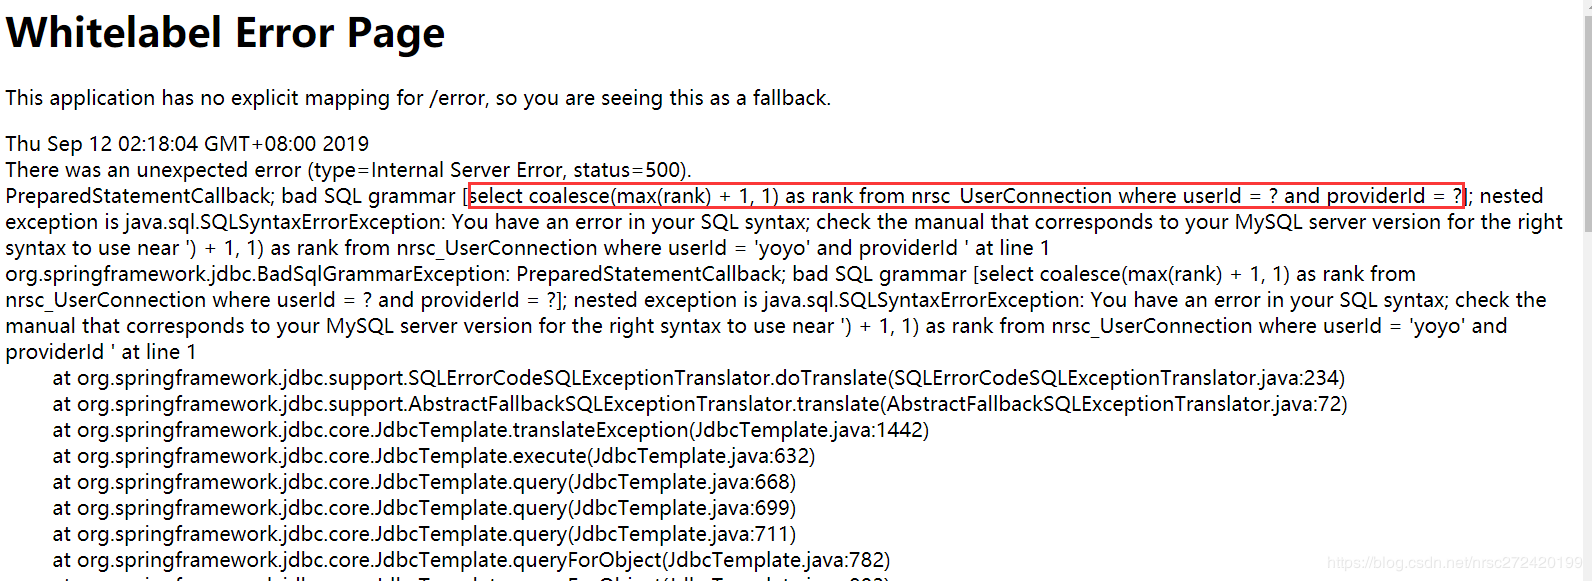 Whitelabel Error Page
This application has no explicit mapping for /error, so you are seeing this as a fallback.
Thu Sep 12 02:18:04 GMT+08:00 2019
There was an unexpected error (type=Internal Server Error, status=500).
PreparedStatementCallback; bad SQL grammar [select coalesce(max(rank) + 1, 1) as rank from nrsc_UserConnection where userId = ? and providerId = ?]; nested
exception is java.sql.SQLSyntaxErrorException: You have an error in your SQL syntax; check the manual that corresponds to your MySQL server version for the right
syntax to use near ') + 1, 1) as rank from nrsc_UserConnection where userId = 'yoyo' and providerId ' at line 1
org.springframework.jdbc.BadSqlGrammarException: PreparedStatementCallback; bad SQL grammar [select coalesce(max(rank) + 1, 1) as rank from
nrsc_UserConnection where userId = ? and providerId = ?]; nested exception is java.sql.SQLSyntaxErrorException: You have an error in your SQL syntax; check the
manual that corresponds to your MySQL server version for the right syntax to use near ') + 1, 1) as rank from nrsc_UserConnection where userId = 'yoyo' and
providerId ' at line 1
at org.springframework.jdbc.support.SQLErrorCodeSQLExceptionTranslator.doTranslate(SQLErrorCodeSQLExceptionTranslator.java:234)
at org.springframework.jdbc.support.AbstractFallbackSQLExceptionTranslator.translate(AbstractFallbackSQLExceptionTranslator.java:72)
at org.springframework.jdbc.core.JdbcTemplate.translateException(JdbcTemplate.java:1442)
at org.springframework.jdbc.core.JdbcTemplate.execute(JdbcTemplate.java:632)
at org.springframework.jdbc.core.JdbcTemplate.query(JdbcTemplate.java:668)
at org.springframework.jdbc.core.JdbcTemplate.query(JdbcTemplate.java:699)
at org.springframework.jdbc.core.JdbcTemplate.query(JdbcTemplate.java:711)
at org.springframework.jdbc.core.JdbcTemplate.queryForObject(JdbcTemplate.java:782)
https://blog.csdn.net/nrsc272420199